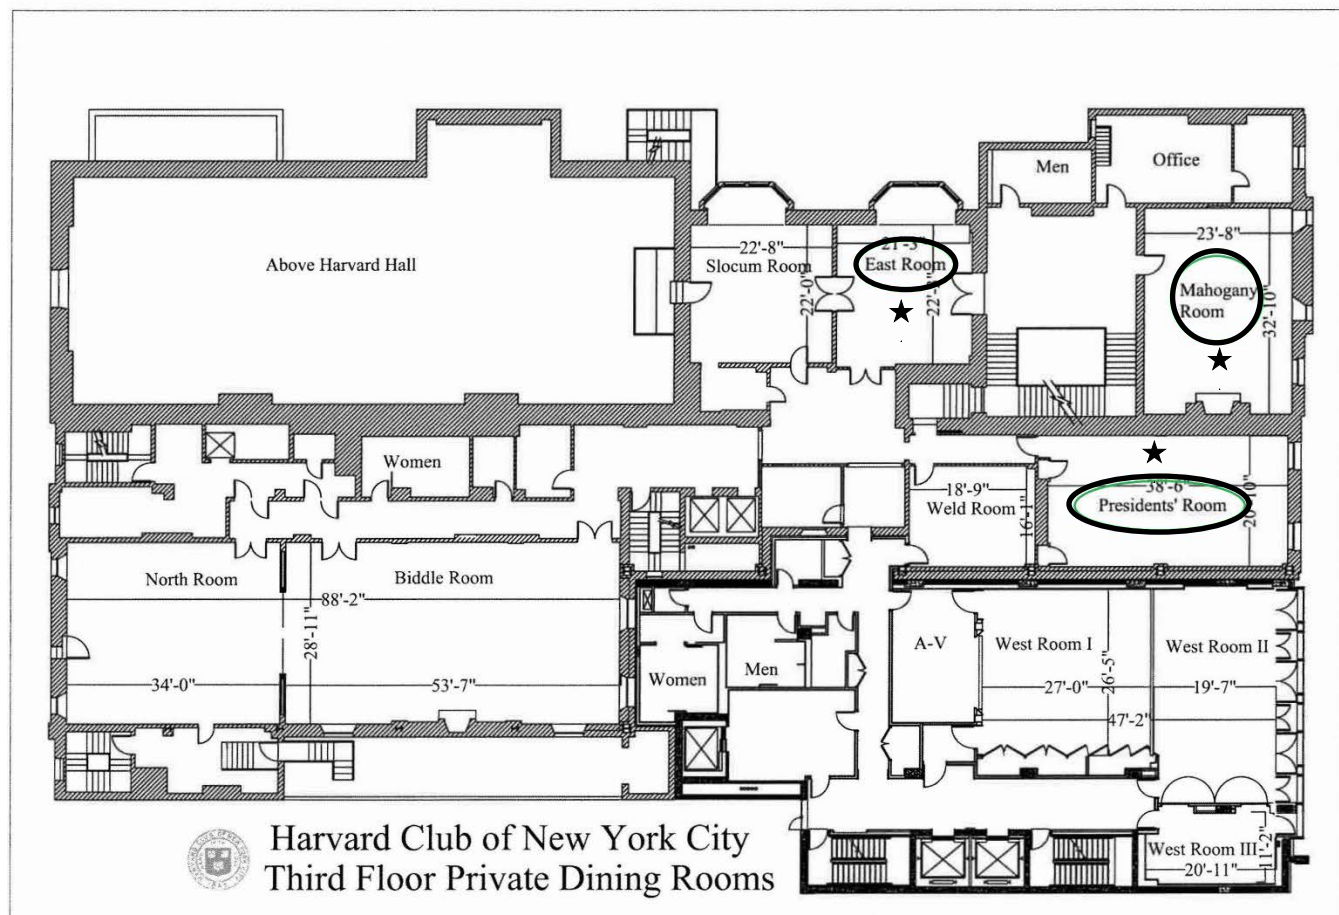 Men
Office
Above Harvard Hall
22'-8"
Slocum Room
22'-0"
East Room
23'-8"
Mahogany
Room
32'-10"
Women
18'-9"
Weld Room
16'-1"
38'-6"
Presidents' Room
North Room
Biddle Room
88'-2"
28'-11"
34'-0"
53'-7"
Women
Men
A-V
West Room I
West Room II
26'-5"
27'-0"
19'-7"
47'-2"
West Room III
11'-2"
20'-11"
Harvard Club of New York City
Third Floor Private Dining Rooms